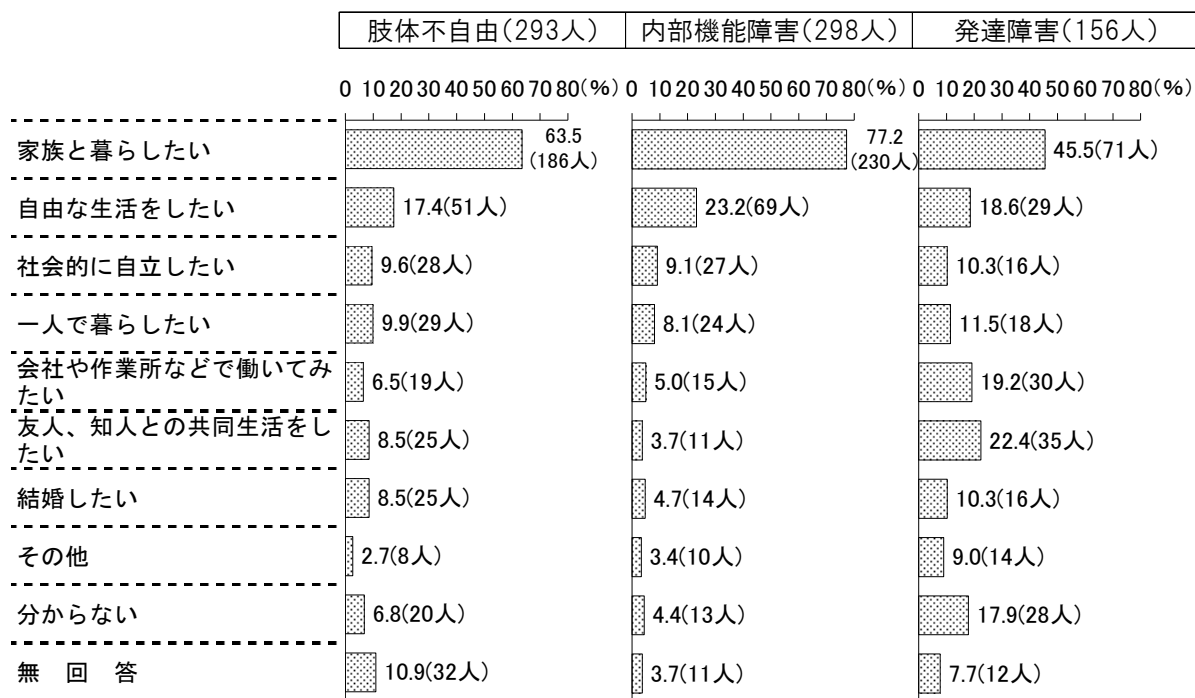 肢体不自由(293人) 内部機能障害(298人) 発達障害(156人)
0 10 20 30 40 50 60 70 80(%) 0 10 20 30 40 50 60 70 80(%) 0 10 20 30 40 50 60 70 80(%)
家族と暮らしたい 63.5(186人) 77.2(230人) 45.5(71人)
自由な生活をしたい 17.4(51人) 23.2(69人) 18.6(29人)
社会的に自立したい 9.6(28人) 9.1(27人) 10.3(16人)
一人で暮らしたい 9.9(29人) 8.1(24人) 11.5(18人)
会社や作業所などで働いてみ
たい 6.5(19人) 5.0(15人) 19.2(30人)
友人、知人との共同生活をし
たい 8.5(25人) 3.7(11人) 22.4(35人)
結婚したい 8.5(25人) 4.7(14人) 10.3(16人)
その他 2.7(8人) 3.4(10人) 9.0(14人)
分からない 6.8(20人) 4.4(13人) 17.9(28人)
無 回 答 10.9(32人) 3.7(11人) 7.7(12人)